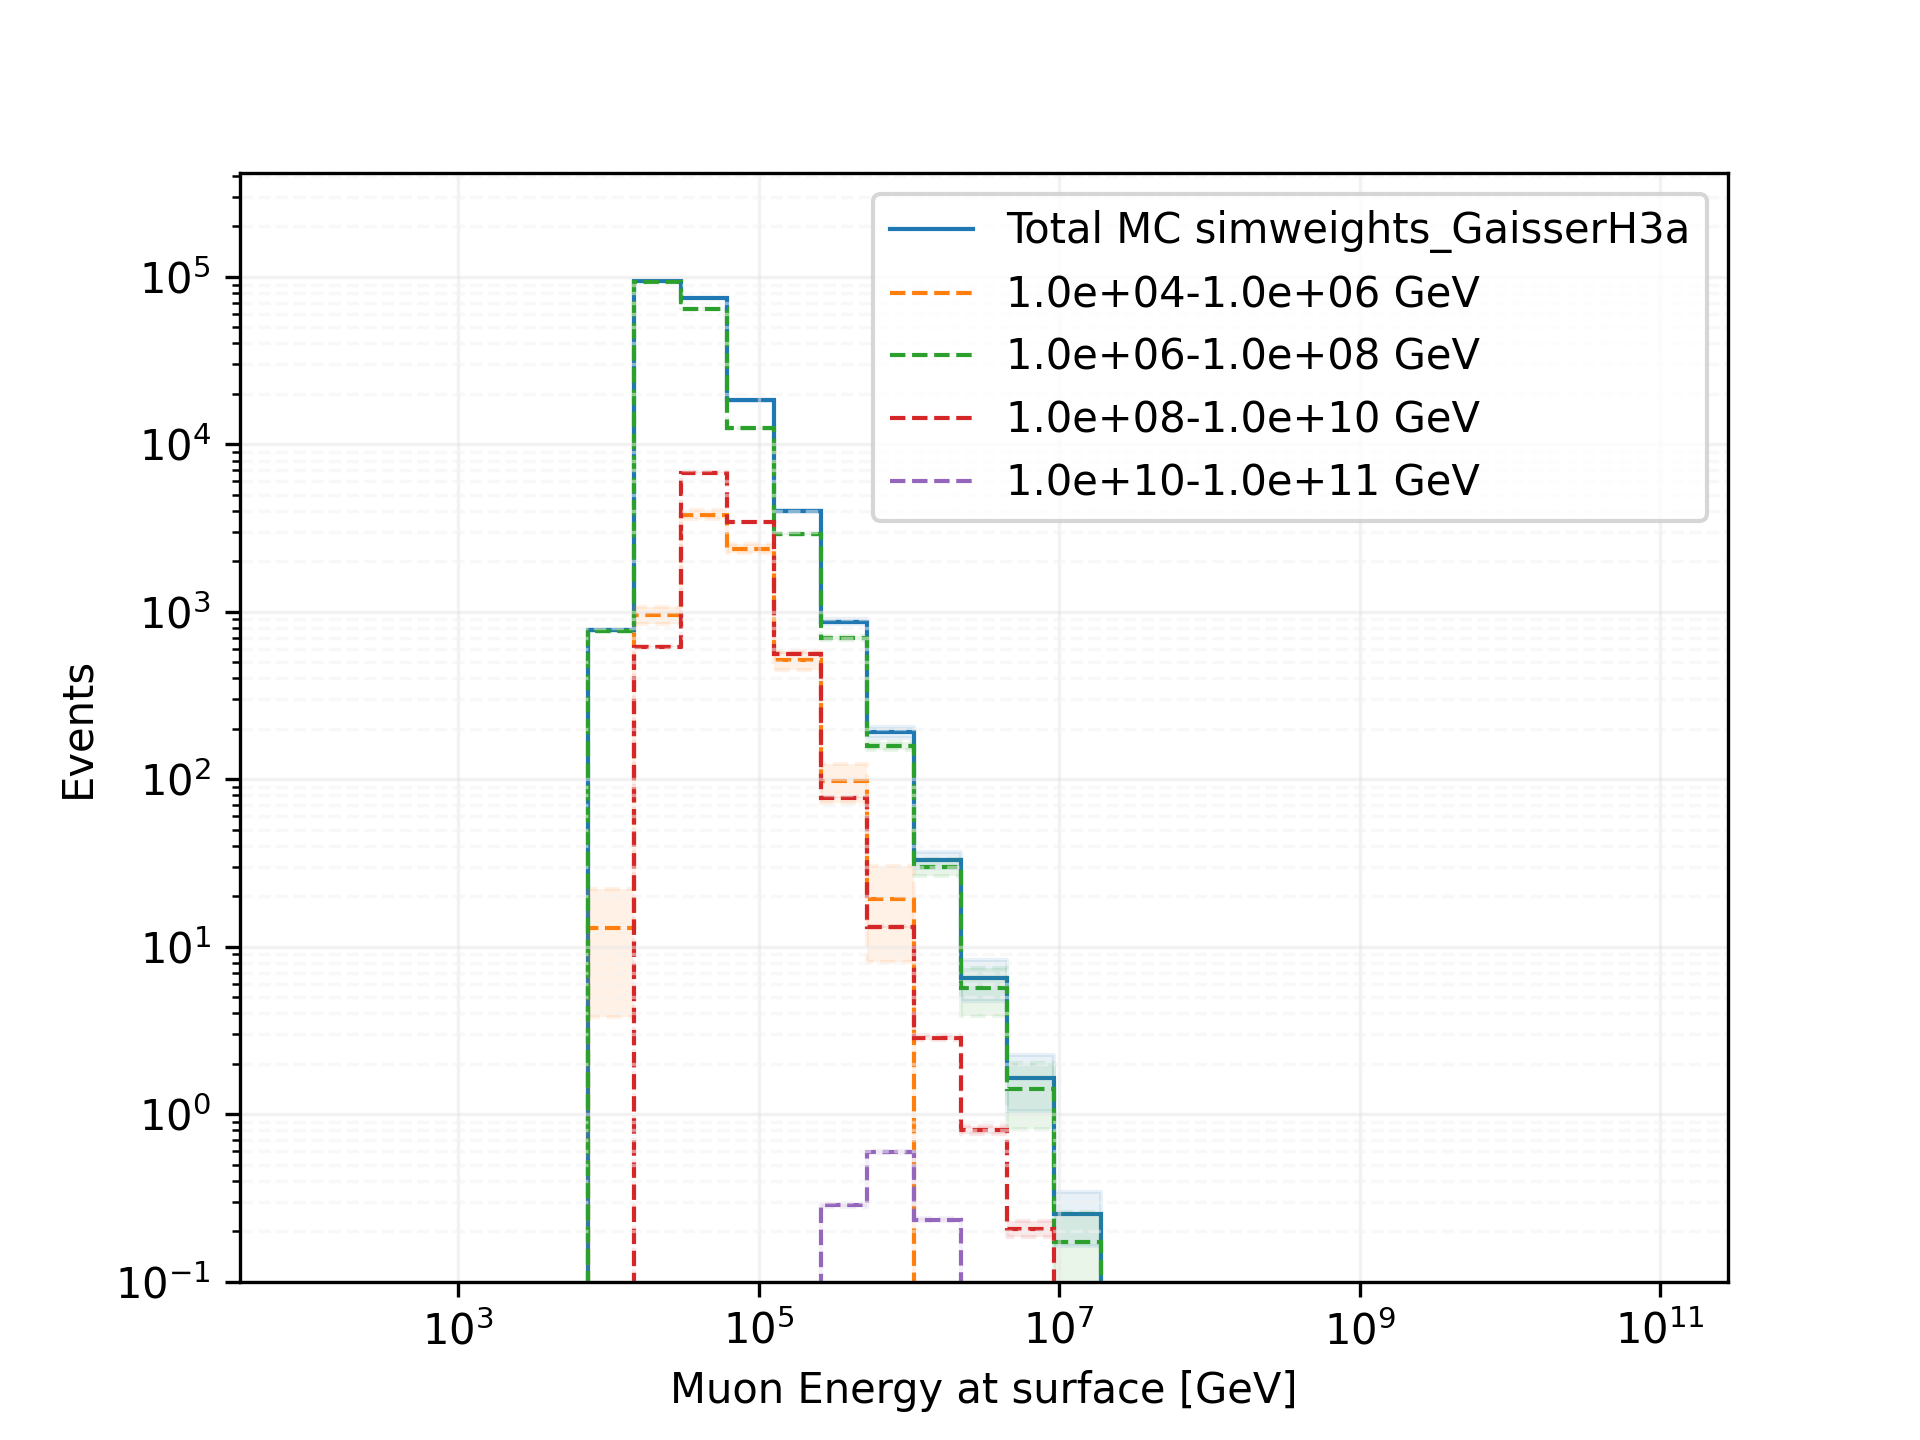 Total MC simweights_GaisserH3a
1.0e+04-1.0e+06 GeV
1.0e+06-1.0e+08 GeV
1.0e+08-1.0e+10 GeV
1.0e+10-1.0e+11 GeV
10⁵
10⁴
10³
10²
10¹
10⁰
10⁻¹
Events
10³ 10⁵ 10⁷ 10⁹ 10¹¹
Muon Energy at surface [GeV]